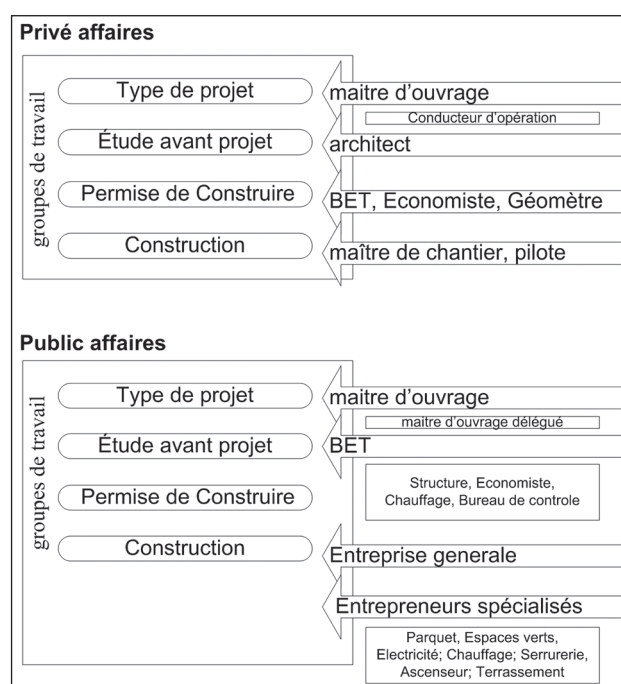 Privé affaires
groupes de travail
Type de projet
maitre d'ouvrage
Conducteur d'opération
Étude avant projet
architect
Permise de Construire
BET, Economiste, Géomètre
Construction
maître de chantier, pilote
Public affaires
groupes de travail
Type de projet
maitre d'ouvrage
maitre d'ouvrage délégué
Étude avant projet
BET
Structure, Economiste,
Chauffage, Bureau de controle
Permise de Construire
Construction
Entreprise generale
Entrepreneurs spécialisés
Parquet, Espaces verts,
Electricité; Chauffage; Serrurerie,
Ascenseur; Terrassement